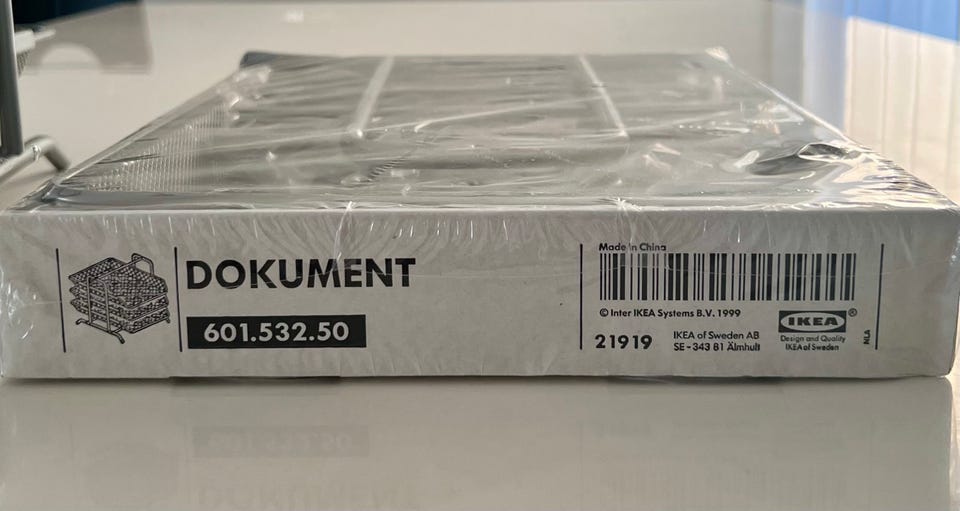 DOKUMENT
601.532.50
Made in China
© Inter IKEA Systems B.V. 1999
21919
IKEA of Sweden AB
SE-343 81 Älmhult
IKEA®
Design and Quality
IKEA of Sweden
NLA